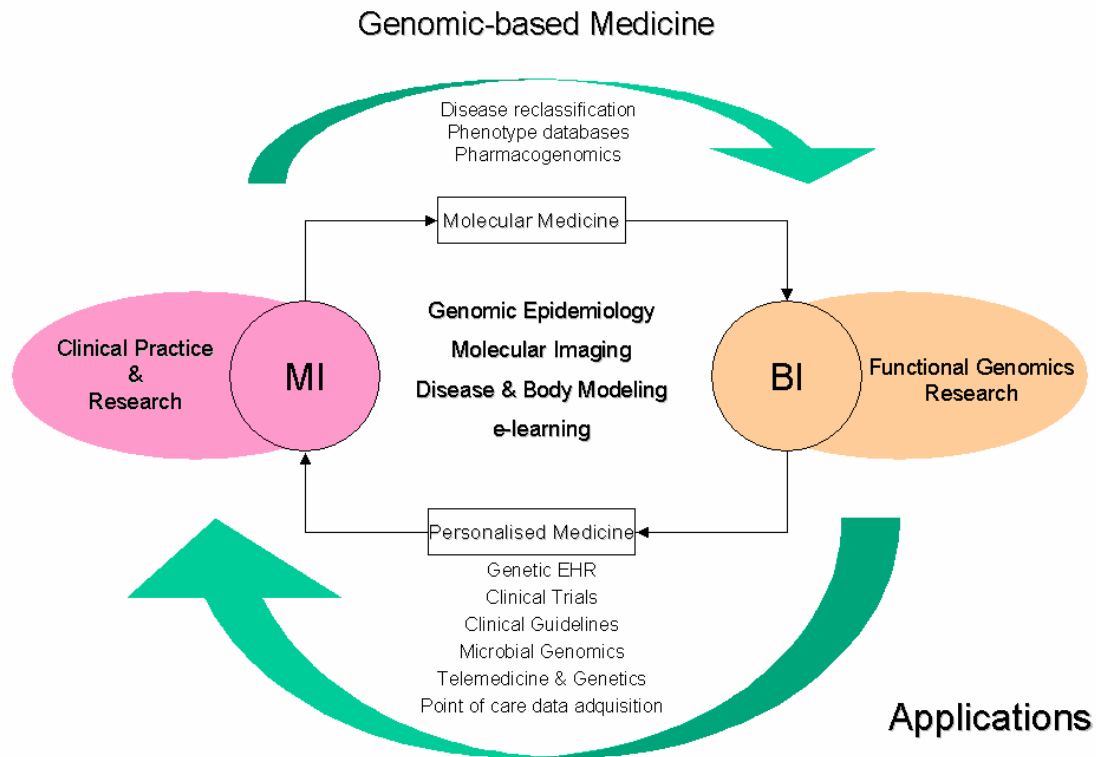 Genomic-based Medicine
Disease reclassification
Phenotype databases
Pharmacogenomics
Molecular Medicine
Clinical Practice
&
Research
MI
Genomic Epidemiology
Molecular Imaging
Disease & Body Modeling
e-learning
BI
Functional Genomics
Research
Personalised Medicine
Genetic EHR
Clinical Trials
Clinical Guidelines
Microbial Genomics
Telemedicine & Genetics
Point of care data adquisition
Applications